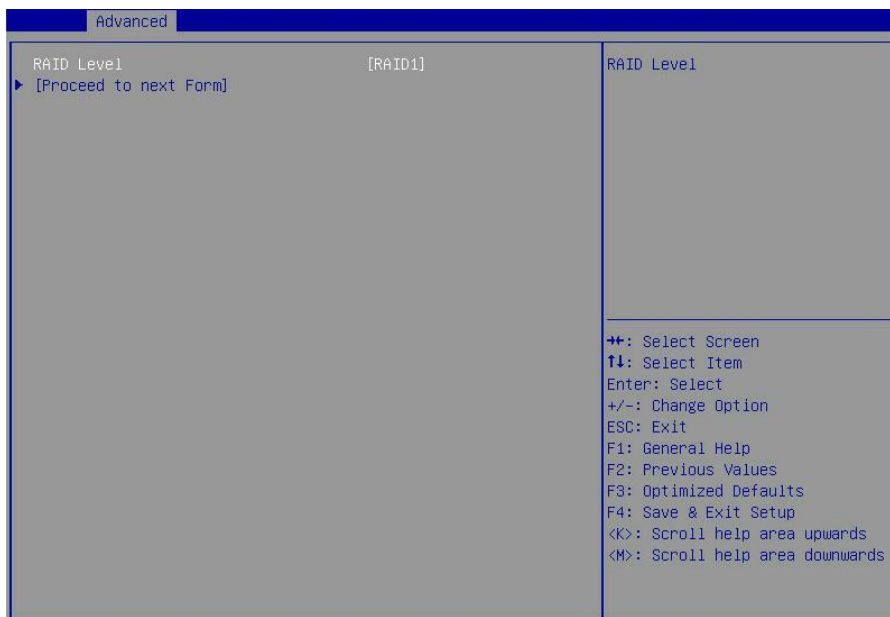 Advanced
RAID Level [RAID1]
▶ [Proceed to next Form]
RAID Level
→←: Select Screen
↑↓: Select Item
Enter: Select
+/-: Change Option
ESC: Exit
F1: General Help
F2: Previous Values
F3: Optimized Defaults
F4: Save & Exit Setup
<K>: Scroll help area upwards
<M>: Scroll help area downwards